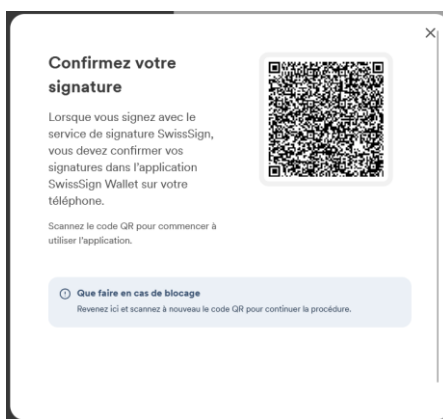 Confirmez votre
signature
Lorsque vous signez avec le
service de signature SwissSign,
vous devez confirmer vos
signatures dans l'application
SwissSign Wallet sur votre
téléphone.
Scannez le code QR pour commencer à
utiliser l'application.
Que faire en cas de blocage
Revenez ici et scannez à nouveau le code QR pour continuer la procédure.